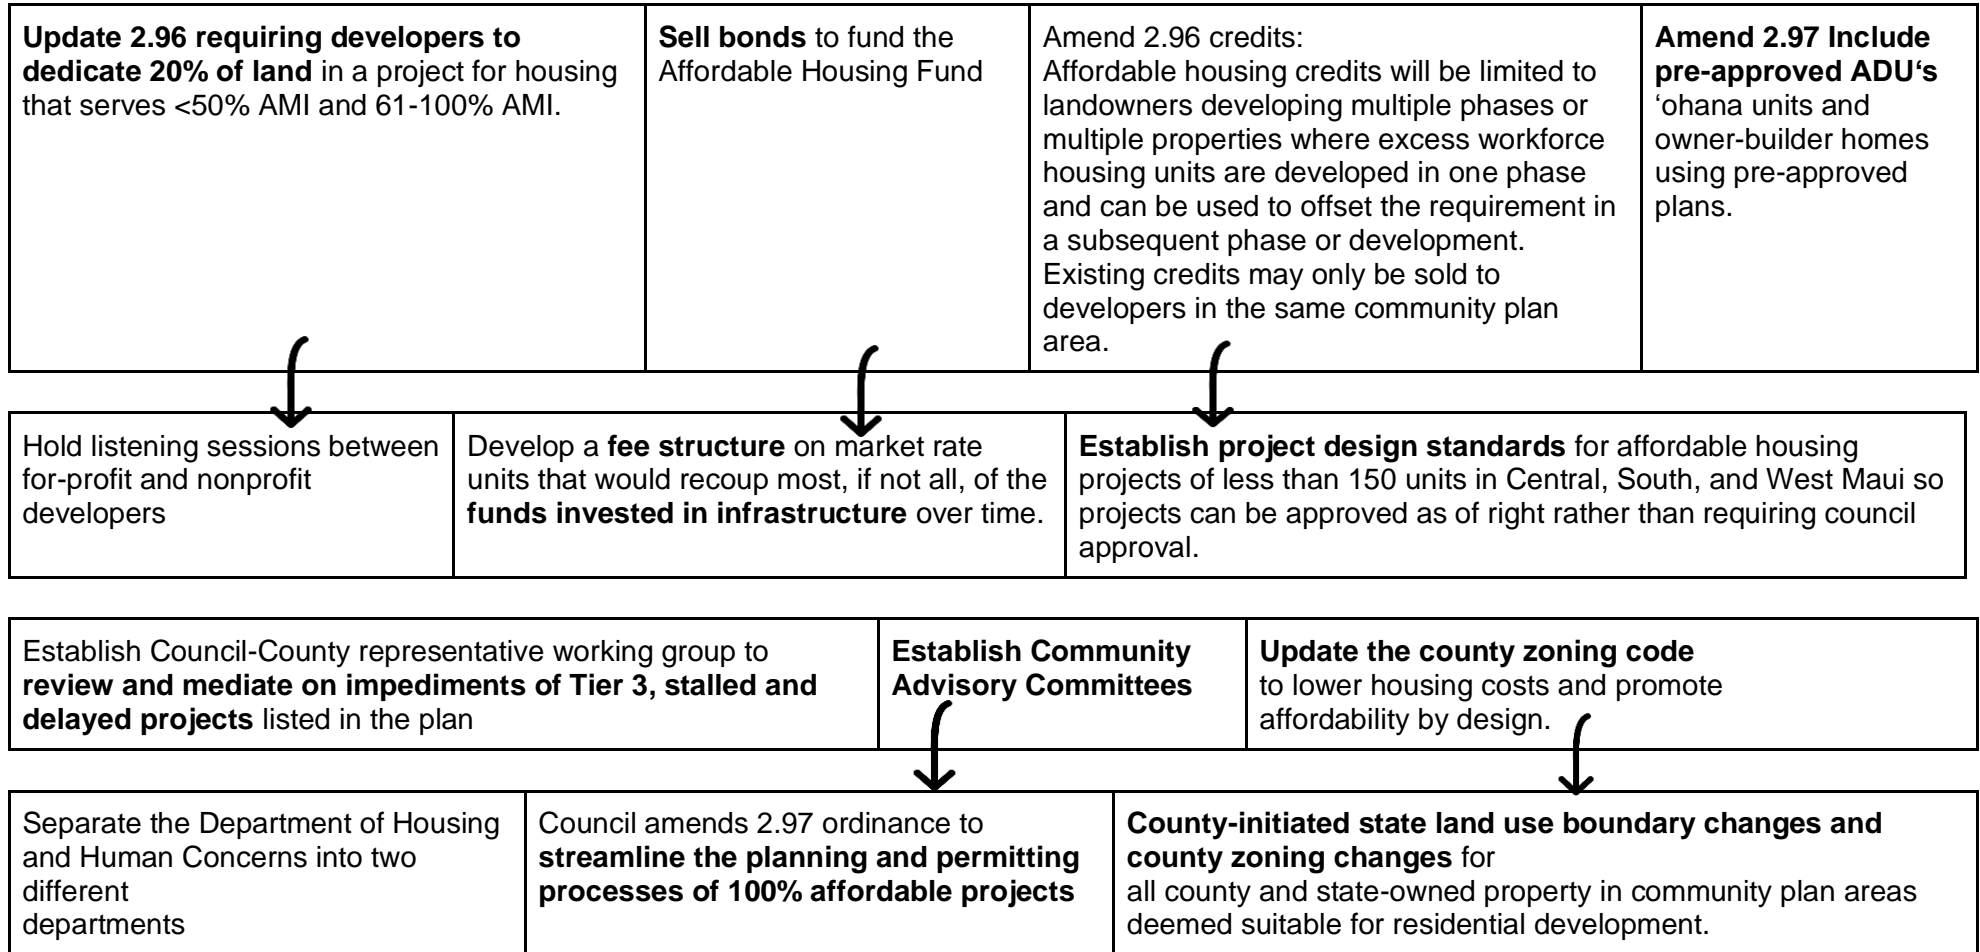 Update 2.96 requiring developers to
dedicate 20% of land in a project for housing
that serves <50% AMI and 61-100% AMI.
Sell bonds to fund the
Affordable Housing Fund
Amend 2.96 credits:
Affordable housing credits will be limited to
landowners developing multiple phases or
multiple properties where excess workforce
housing units are developed in one phase
and can be used to offset the requirement in
a subsequent phase or development.
Existing credits may only be sold to
developers in the same community plan
area.
Amend 2.97 Include
pre-approved ADU‘s
‘ohana units and
owner-builder homes
using pre-approved
plans.
Hold listening sessions between
for-profit and nonprofit
developers
Develop a fee structure on market rate
units that would recoup most, if not all, of the
funds invested in infrastructure over time.
Establish project design standards for affordable housing
projects of less than 150 units in Central, South, and West Maui so
projects can be approved as of right rather than requiring council
approval.
Establish Council-County representative working group to
review and mediate on impediments of Tier 3, stalled and
delayed projects listed in the plan
Establish Community
Advisory Committees
Update the county zoning code
to lower housing costs and promote
affordability by design.
Separate the Department of Housing
and Human Concerns into two
different
departments
Council amends 2.97 ordinance to
streamline the planning and permitting
processes of 100% affordable projects
County-initiated state land use boundary changes and
county zoning changes for
all county and state-owned property in community plan areas
deemed suitable for residential development.